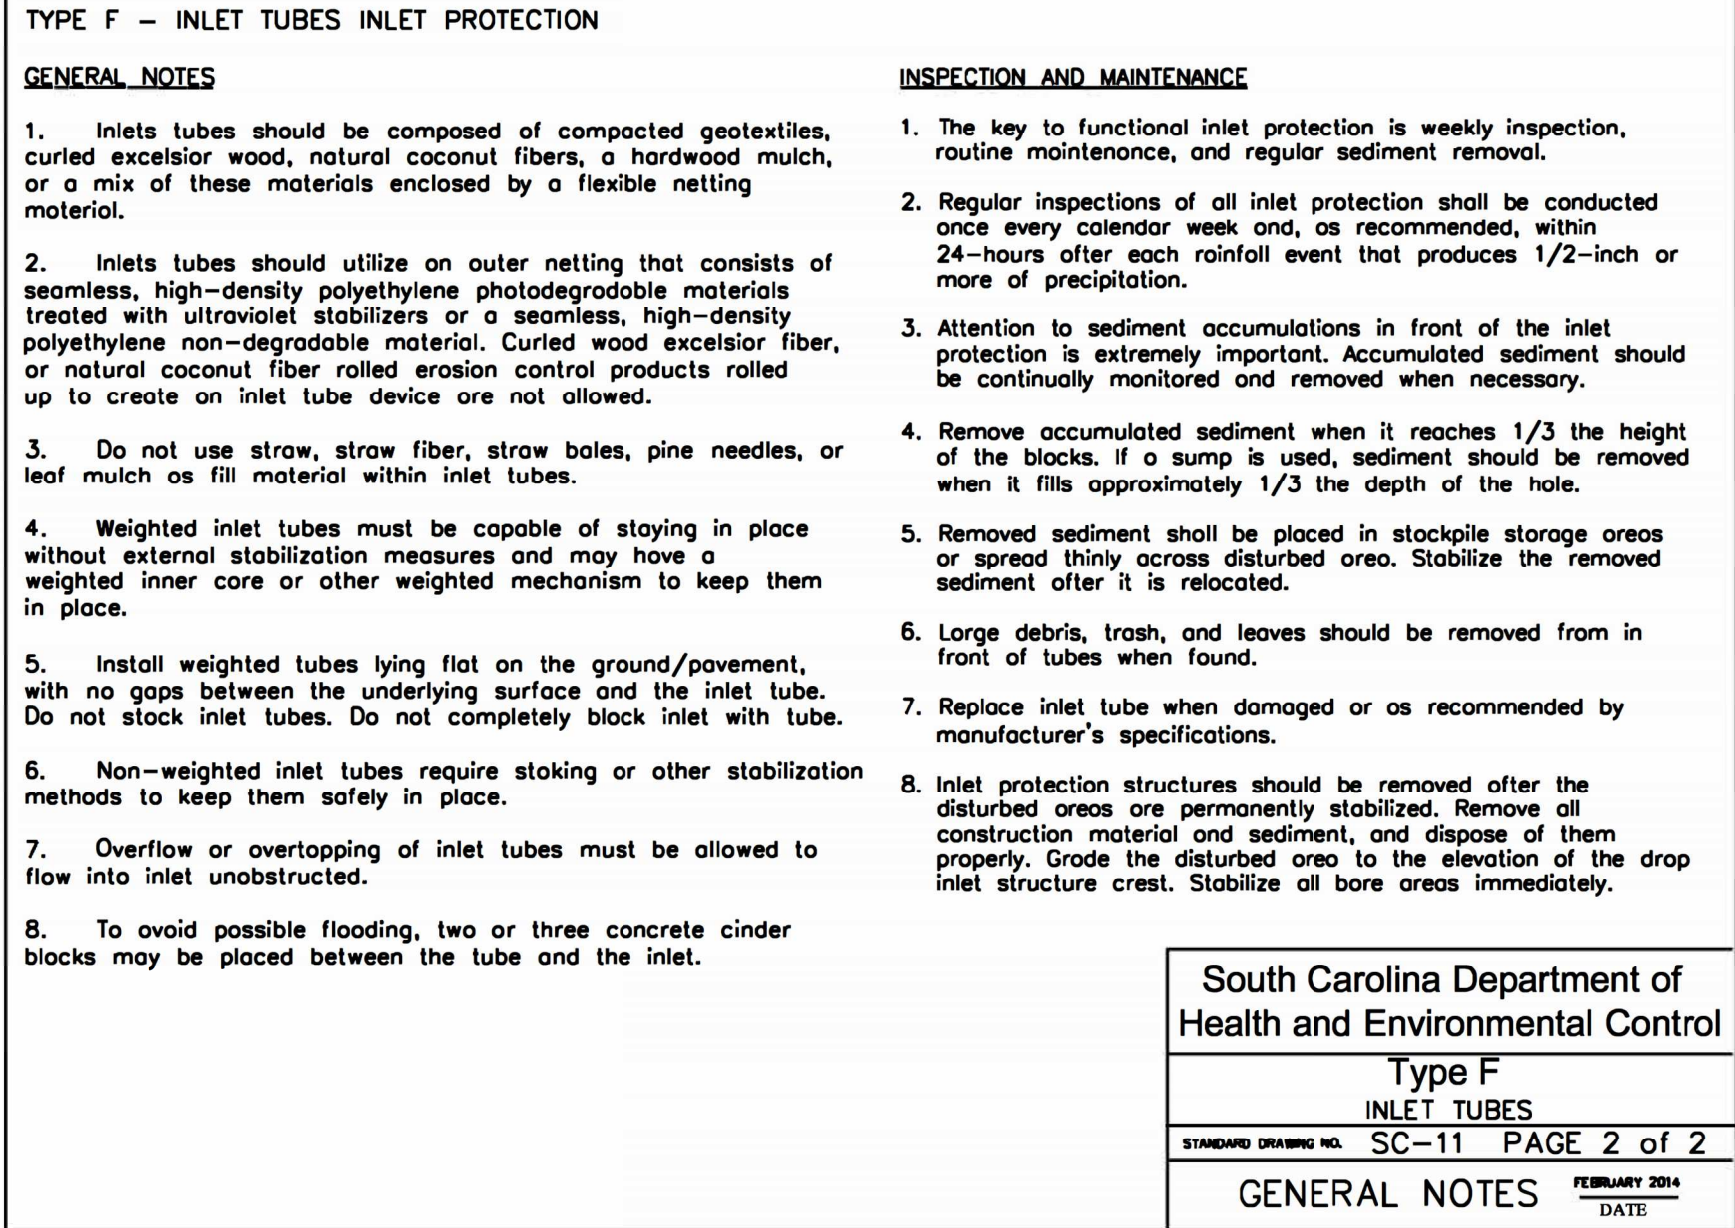 TYPE F – INLET TUBES INLET PROTECTION
GENERAL NOTES
1. Inlets tubes should be composed of compacted geotextiles,
curled excelsior wood, natural coconut fibers, a hardwood mulch,
or a mix of these materials enclosed by a flexible netting
material.
2. Inlets tubes should utilize an outer netting that consists of
seamless, high-density polyethylene photodegradable materials
treated with ultraviolet stabilizers or a seamless, high-density
polyethylene non-degradable material. Curled wood excelsior fiber,
or natural coconut fiber rolled erosion control products rolled
up to create an inlet tube device are not allowed.
3. Do not use straw, straw fiber, straw bales, pine needles, or
leaf mulch as fill material within inlet tubes.
4. Weighted inlet tubes must be capable of staying in place
without external stabilization measures and may have a
weighted inner core or other weighted mechanism to keep them
in place.
5. Install weighted tubes lying flat on the ground/pavement,
with no gaps between the underlying surface and the inlet tube.
Do not stack inlet tubes. Do not completely block inlet with tube.
6. Non-weighted inlet tubes require staking or other stabilization
methods to keep them safely in place.
7. Overflow or overtopping of inlet tubes must be allowed to
flow into inlet unobstructed.
8. To avoid possible flooding, two or three concrete cinder
blocks may be placed between the tube and the inlet.
INSPECTION AND MAINTENANCE
1. The key to functional inlet protection is weekly inspection,
routine maintenance, and regular sediment removal.
2. Regular inspections of all inlet protection shall be conducted
once every calendar week and, as recommended, within
24-hours after each rainfall event that produces 1/2-inch or
more of precipitation.
3. Attention to sediment accumulations in front of the inlet
protection is extremely important. Accumulated sediment should
be continually monitored and removed when necessary.
4. Remove accumulated sediment when it reaches 1/3 the height
of the blocks. If a sump is used, sediment should be removed
when it fills approximately 1/3 the depth of the hole.
5. Removed sediment shall be placed in stockpile storage areas
or spread thinly across disturbed area. Stabilize the removed
sediment after it is relocated.
6. Large debris, trash, and leaves should be removed from in
front of tubes when found.
7. Replace inlet tube when damaged or as recommended by
manufacturer's specifications.
8. Inlet protection structures should be removed after the
disturbed areas are permanently stabilized. Remove all
construction material and sediment, and dispose of them
properly. Grade the disturbed area to the elevation of the drop
inlet structure crest. Stabilize all bare areas immediately.
South Carolina Department of
Health and Environmental Control
Type F
INLET TUBES
STANDARD DRAWING NO. SC-11 PAGE 2 of 2
GENERAL NOTES FEBRUARY 2014
DATE